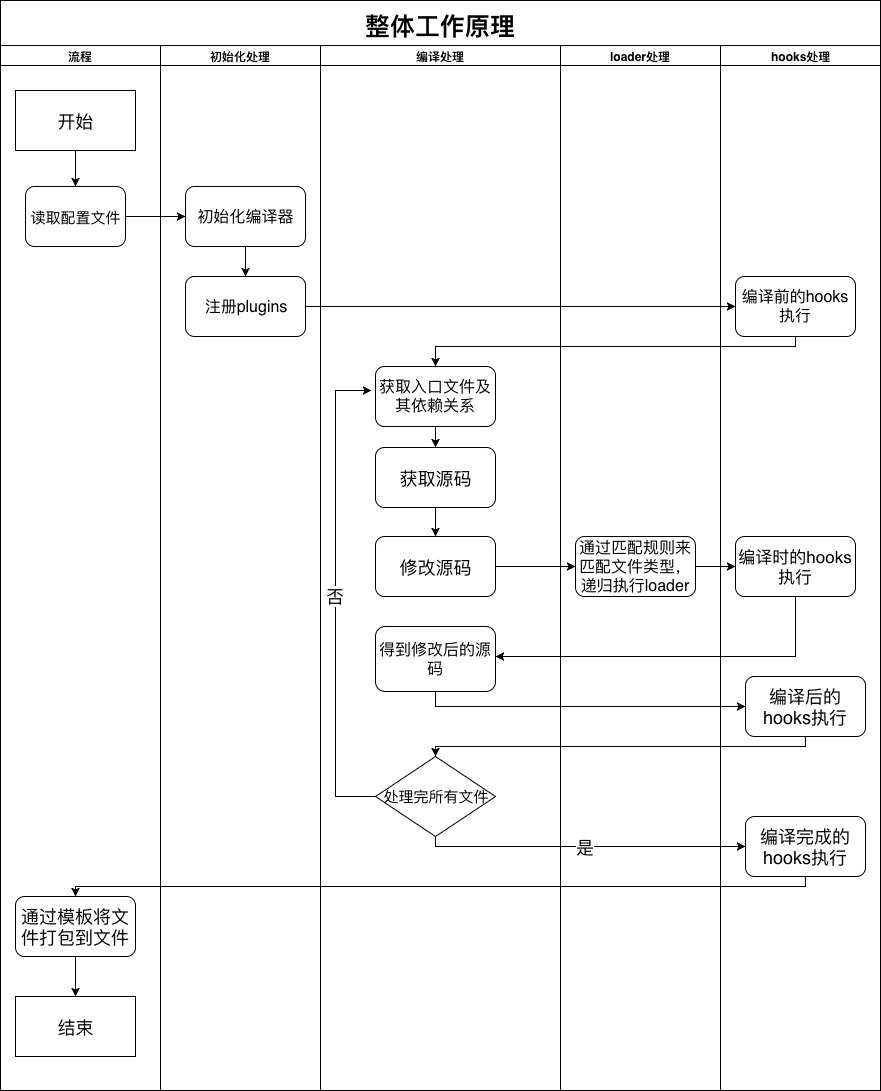 整体工作原理
流程
初始化处理
编译处理
loader处理
hooks处理
开始
读取配置文件
初始化编译器
注册plugins
编译前的hooks
执行
获取入口文件及
其依赖关系
获取源码
修改源码
通过匹配规则来
匹配文件类型，
递归执行loader
编译时的hooks
执行
否
得到修改后的源
码
编译后的
hooks执行
处理完所有文件
是
编译完成的
hooks执行
通过模板将文
件打包到文件
结束